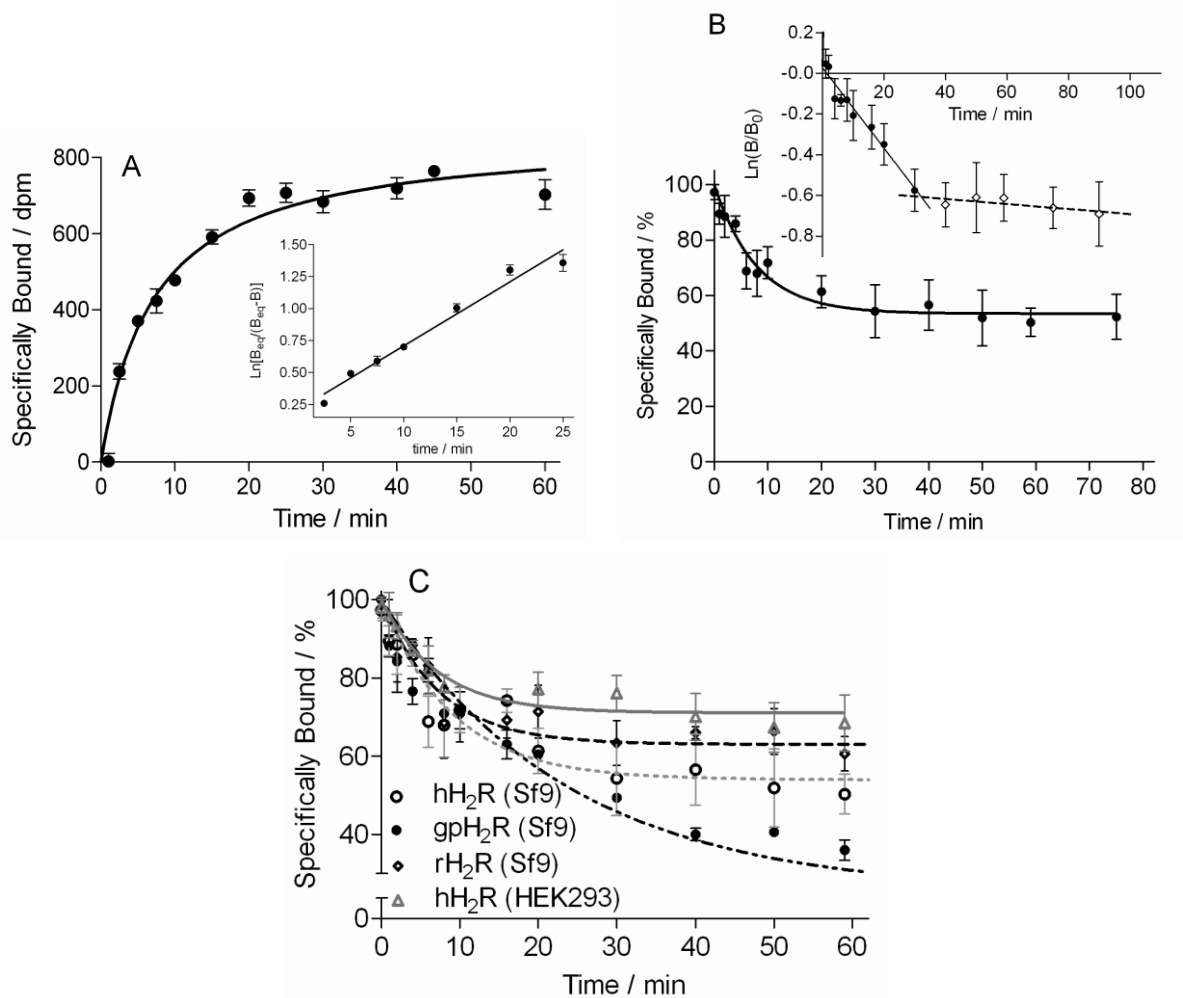 A
Specifically Bound / dpm
800
600
400
200
0
0 10 20 30 40 50 60
Time / min
Ln[Beq/(Beq-B)]
1.50
1.25
1.00
0.75
0.50
0.25
5 10 15 20 25
time / min
B
Specifically Bound / %
100
80
60
40
20
0
0 10 20 30 40 50 60 70 80
Time / min
Ln(B/B0)
0.2
-0.0
-0.2
-0.4
-0.6
-0.8
20 40 60 80 100
Time / min
C
Specifically Bound / %
100
80
60
40
0
hH2R (Sf9)
gpH2R (Sf9)
rH2R (Sf9)
hH2R (HEK293)
0 10 20 30 40 50 60
Time / min